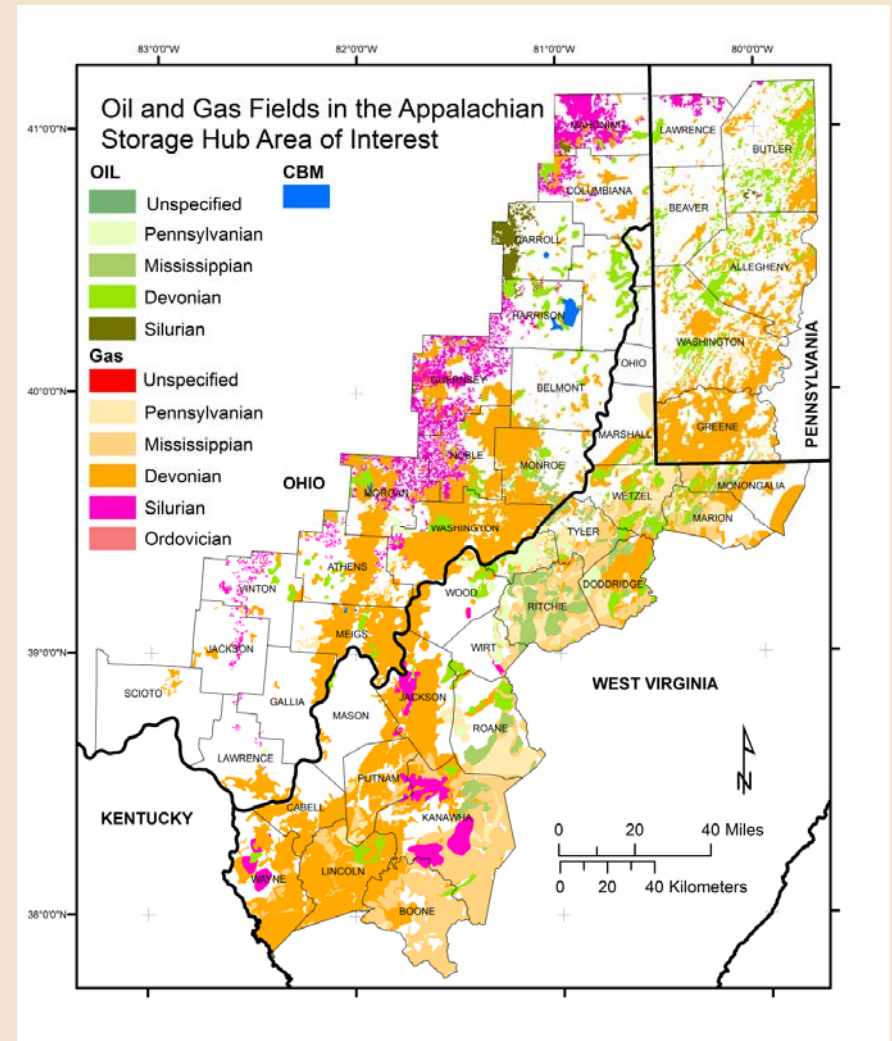 83°0'0"W 82°0'0"W 81°0'0"W 80°0'0"W
Oil and Gas Fields in the Appalachian
Storage Hub Area of Interest
41°0'0"N
40°0'0"N
39°0'0"N
38°0'0"N
OIL
Unspecified
Pennsylvanian
Mississippian
Devonian
Silurian
CBM
Gas
Unspecified
Pennsylvanian
Mississippian
Devonian
Silurian
Ordovician
MAHONING
LAWRENCE
BUTLER
COLUMBIANA
BEAVER
CARROLL
ALLEGHENY
HARRISON
WASHINGTON
PENNSYLVANIA
OHIO
GUERNSEY
BELMONT
GREENE
MARSHALL
NOBLE
MONROE
OHIO
MORGAN
WETZEL
MONONGALIA
MARION
WASHINGTON
TYLER
ATHENS
DODDRIDGE
VINTON
WOOD
RITCHIE
MEIGS
WIRT
JACKSON
WEST VIRGINIA
SCIOTO
GALLIA
JACKSON
MASON
ROANE
LAWRENCE
PUTNAM
CABELL
KANAWHA
KENTUCKY
N
0 20 40 Miles
0 20 40 Kilometers
WAYNE
LINCOLN
BOONE